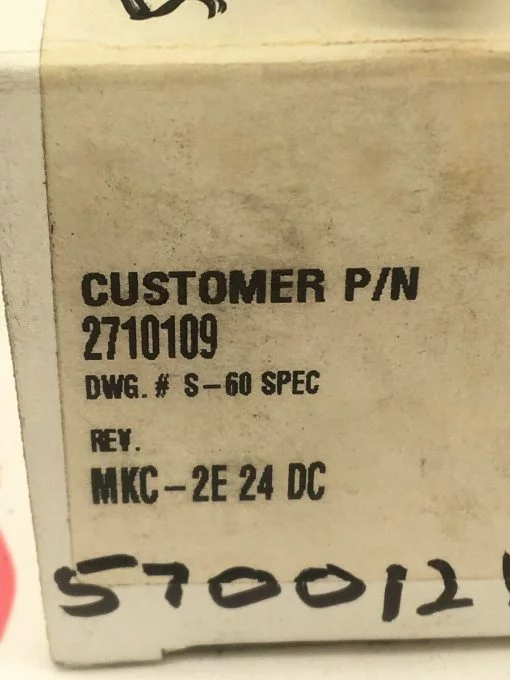 CUSTOMER P/N
2710109
DWG. # S-60 SPEC
REV.
MKC-2E 24 DC
570012